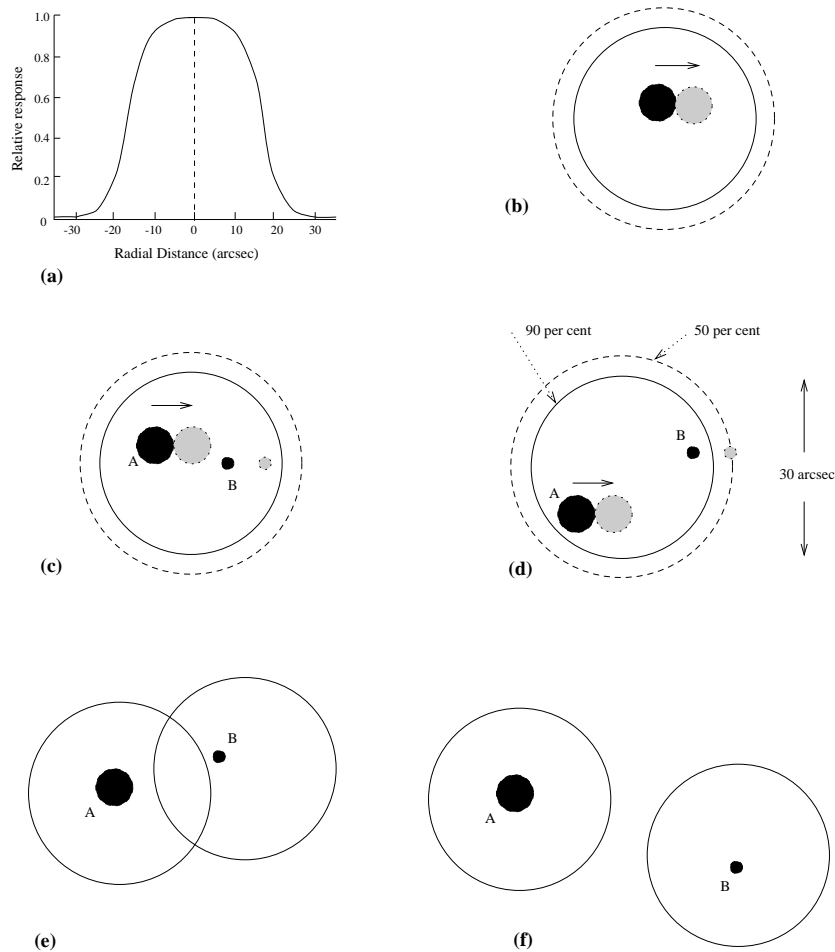 1.0
0.8
0.6
0.4
0.2
0
Relative response
-30 -20 -10 0 10 20 30
Radial Distance (arcsec)
(a)
(b)
90 per cent
50 per cent
A
B
(c)
B
A
30 arcsec
(d)
B
A
(e)
A
B
(f)